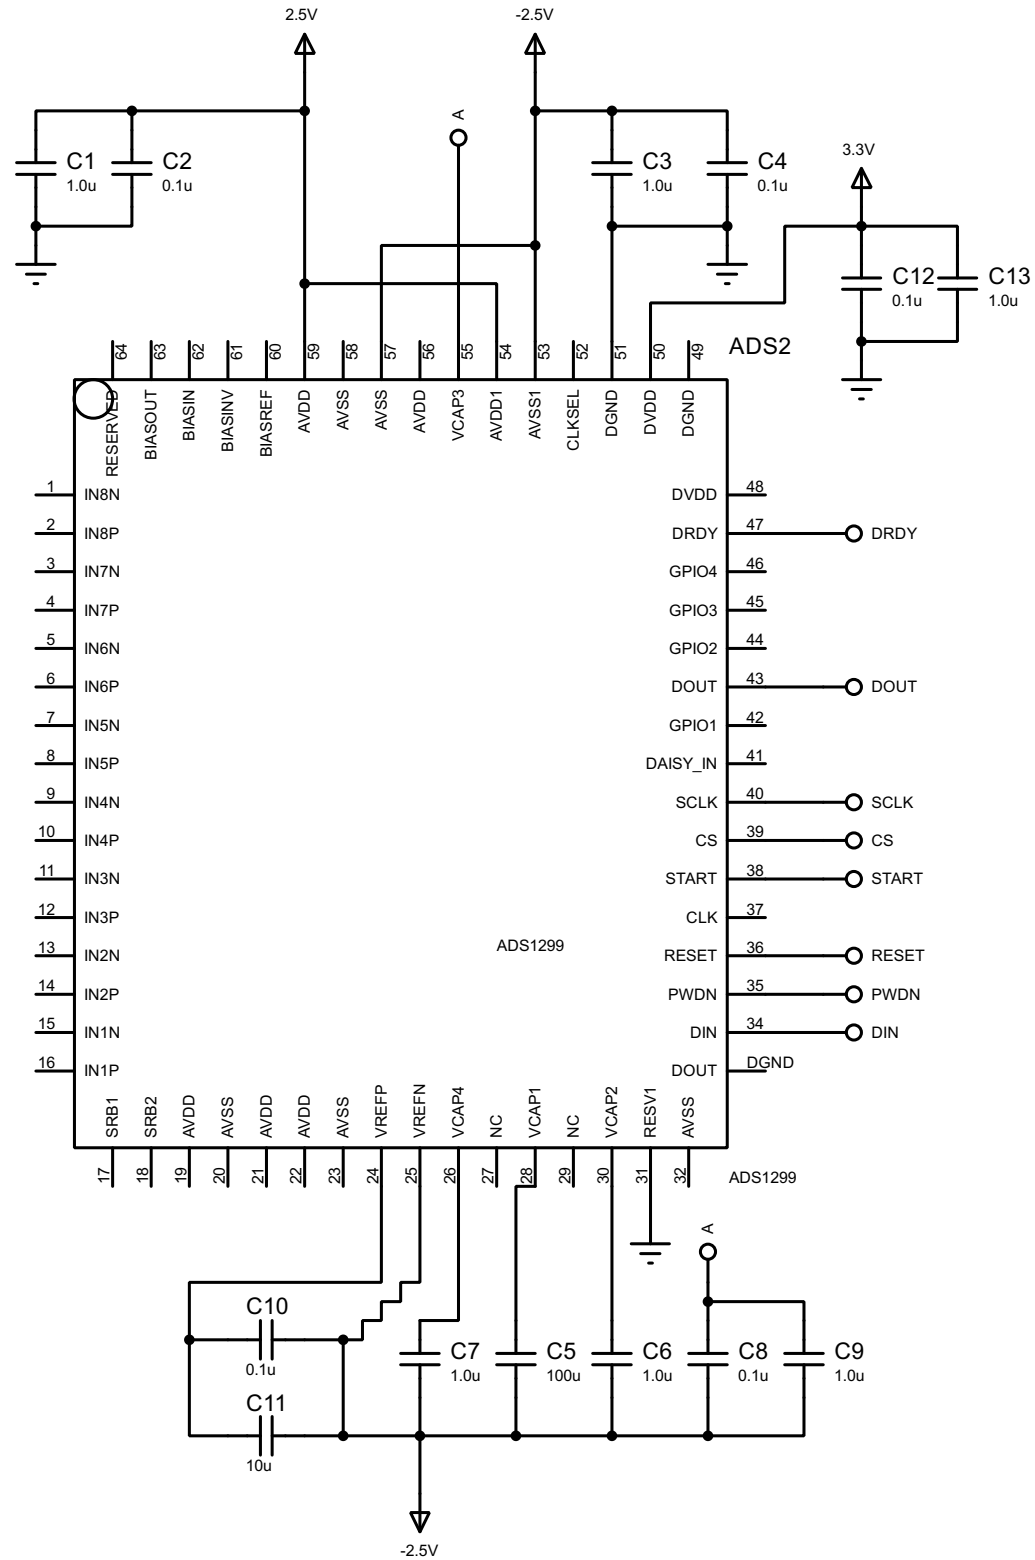 2.5V
-2.5V
A
C1
1.0u
C2
0.1u
C3
1.0u
C4
0.1u
3.3V
C12
0.1u
C13
1.0u
ADS2
64
63
62
61
60
59
58
57
56
55
54
53
52
51
50
49
RESERVED
BIASOUT
BIASIN
BIASINV
BIASREF
AVDD
AVSS
AVSS
AVDD
VCAP3
AVDD1
AVSS1
CLKSEL
DGND
DVDD
DGND
1 IN8N
2 IN8P
3 IN7N
4 IN7P
5 IN6N
6 IN6P
7 IN5N
8 IN5P
9 IN4N
10 IN4P
11 IN3N
12 IN3P
13 IN2N
14 IN2P
15 IN1N
16 IN1P
DVDD 48
DRDY 47 DRDY
GPIO4 46
GPIO3 45
GPIO2 44
DOUT 43 DOUT
GPIO1 42
DAISY_IN 41
SCLK 40 SCLK
CS 39 CS
START 38 START
CLK 37
RESET 36 RESET
PWDN 35 PWDN
DIN 34 DIN
DOUT DGND
ADS1299
SRB1
SRB2
AVDD
AVSS
AVDD
AVDD
AVSS
VREFP
VREFN
VCAP4
NC
VCAP1
NC
VCAP2
RESV1
AVSS
17
18
19
20
21
22
23
24
25
26
27
28
29
30
31
32
ADS1299
A
C10
0.1u
C11
10u
C7
1.0u
C5
100u
C6
1.0u
C8
0.1u
C9
1.0u
-2.5V